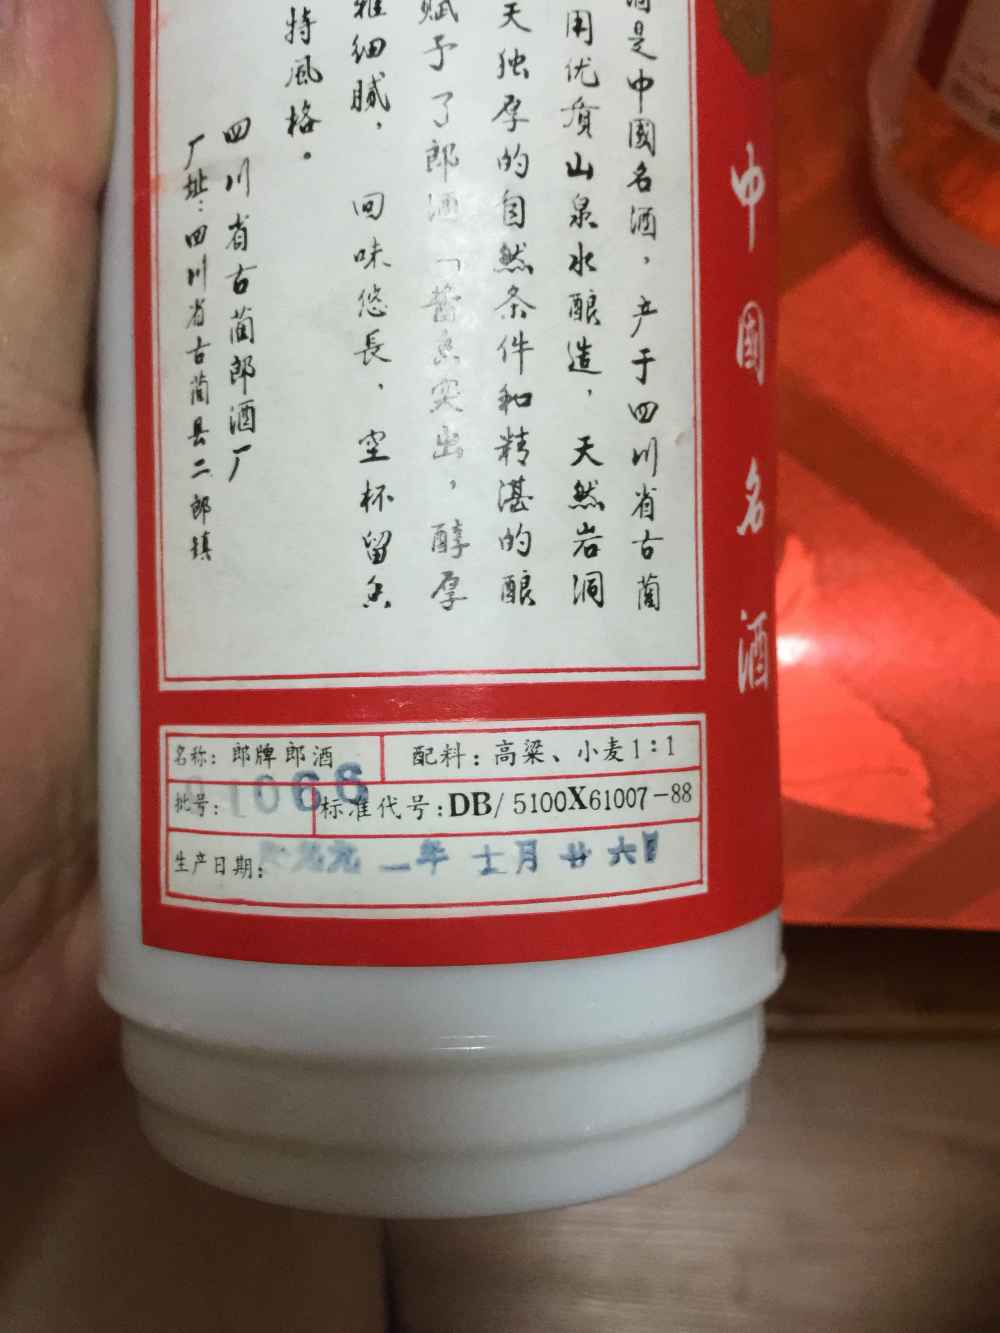 酒是中國名酒，产于四川省古蔺
用优质山泉水酿造，天然岩洞
天独厚的自然条件和精湛的酿
赋予了郎酒「酱香突出，醇厚
雅细腻，回味悠長，空杯留香
特風格。
四川省古蔺郎酒厂
厂址：四川省古蔺县二郎镇
中國名酒
名称：郎牌郎酒
配料：高粱、小麦1：1
批号：1066
标准代号：DB/5100X61007-88
生产日期：一年十一月廿六日